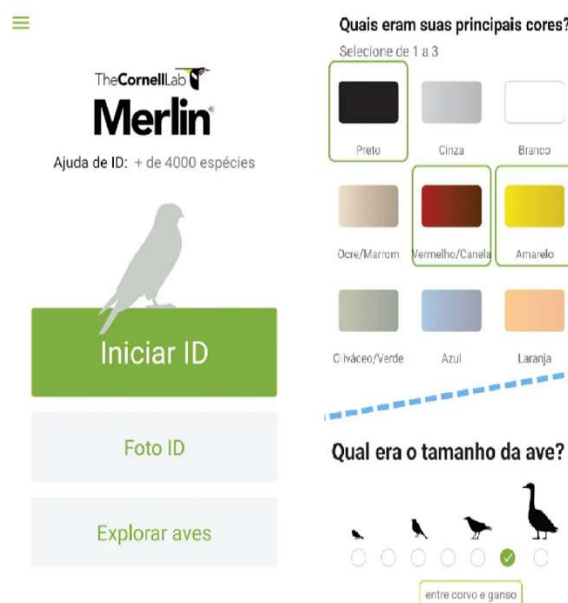 TheCornellLab
Merlin®
Ajuda de ID: + de 4000 espécies
Iniciar ID
Foto ID
Explorar aves
Quais eram suas principais cores?
Selecione de 1 a 3
Preto
Cinza
Branco
Ocre/Marrom
Vermelho/Canela
Amarelo
Oliváceo/Verde
Azul
Laranja
Qual era o tamanho da ave?
entre corvo e ganso